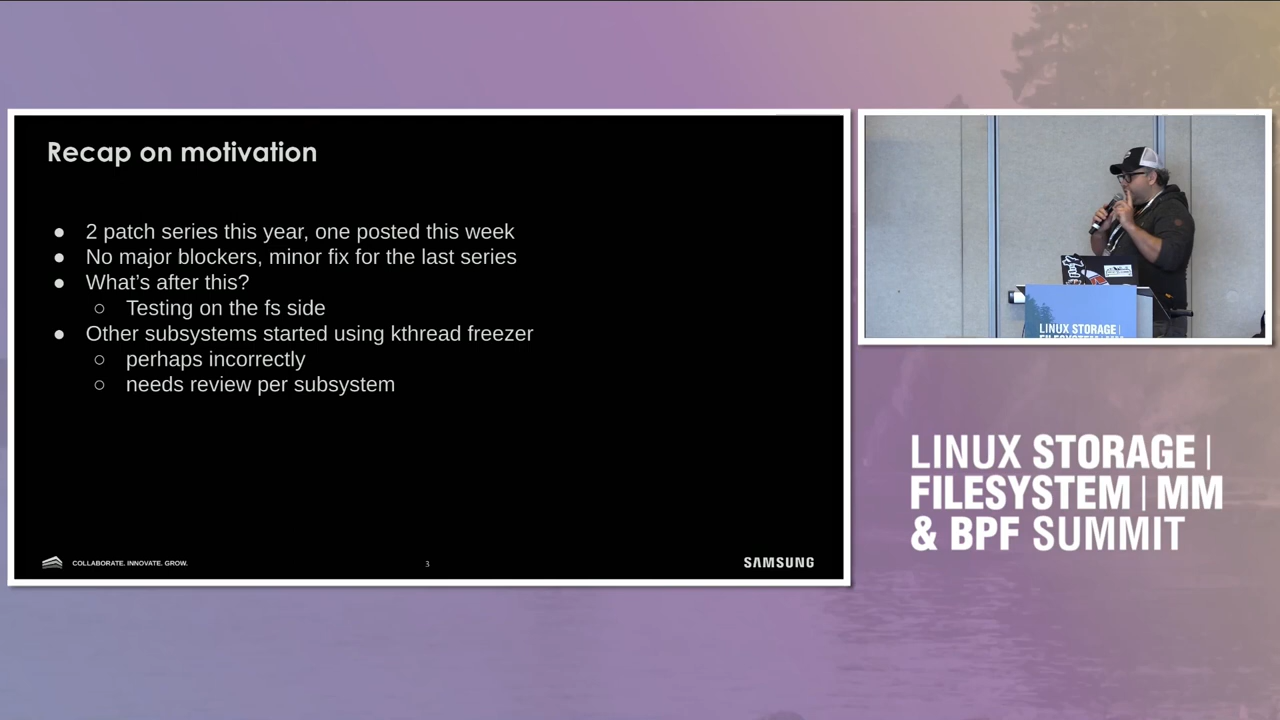 Recap on motivation
● 2 patch series this year, one posted this week
● No major blockers, minor fix for the last series
● What’s after this?
○ Testing on the fs side
● Other subsystems started using kthread freezer
○ perhaps incorrectly
○ needs review per subsystem
COLLABORATE. INNOVATE. GROW.
3
SAMSUNG
LINUX STORAGE |
LINUX STORAGE |
FILESYSTEM | MM
& BPF SUMMIT